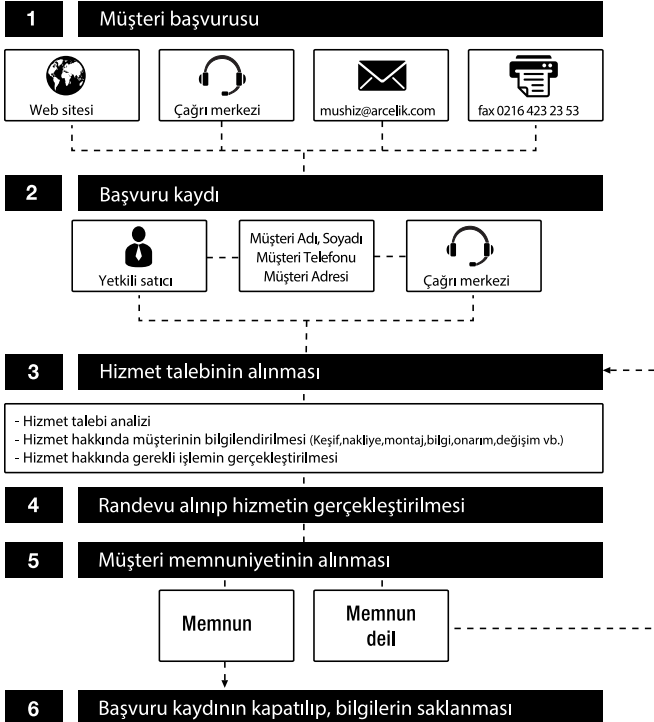 1 Müşteri başvurusu
Web sitesi
Çağrı merkezi
mushiz@arcelik.com
fax 0216 423 23 53
2 Başvuru kaydı
Yetkili satıcı
Müşteri Adı, Soyadı
Müşteri Telefonu
Müşteri Adresi
Çağrı merkezi
3 Hizmet talebinin alınması
- Hizmet talebi analizi
- Hizmet hakkında müşterinin bilgilendirilmesi (Keşif,nakliye,montaj,bilgi,onarım,değişim vb.)
- Hizmet hakkında gerekli işlemin gerçekleştirilmesi
4 Randevu alınıp hizmetin gerçekleştirilmesi
5 Müşteri memnuniyetinin alınması
Memnun
Memnun
deil
6 Başvuru kaydının kapatılıp, bilgilerin saklanması